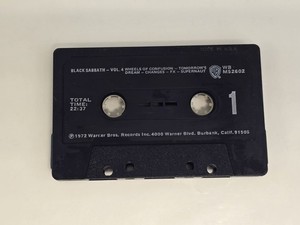 BLACK SABBATH - VOL. 4 WHEELS OF CONFUSION - TOMORROW'S
DREAM - CHANGES - FX - SUPERNAUT
WB
M52602
TOTAL
TIME:
22:37
1
©1972 Warner Bros. Records Inc. 4000 Warner Blvd. Burbank, Calif. 91505